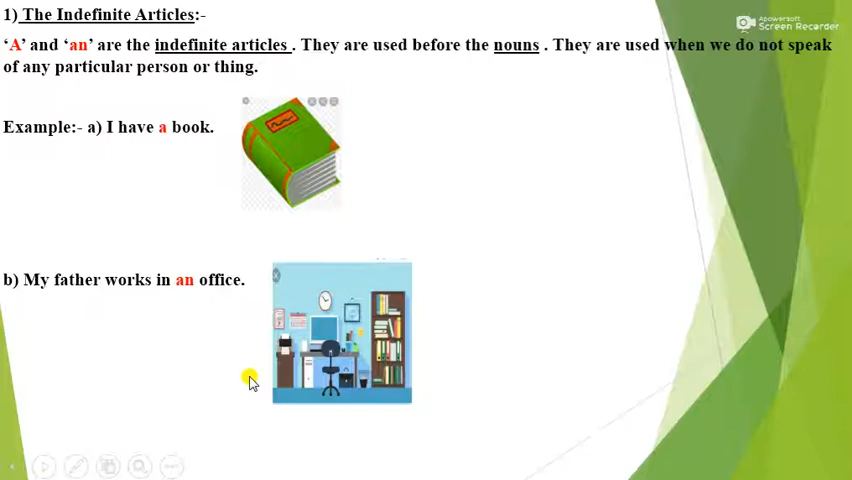 1) The Indefinite Articles:-
Apowersoft
Screen Recorder
‘A’ and ‘an’ are the indefinite articles . They are used before the nouns . They are used when we do not speak
of any particular person or thing.
Example:- a) I have a book.
b) My father works in an office.